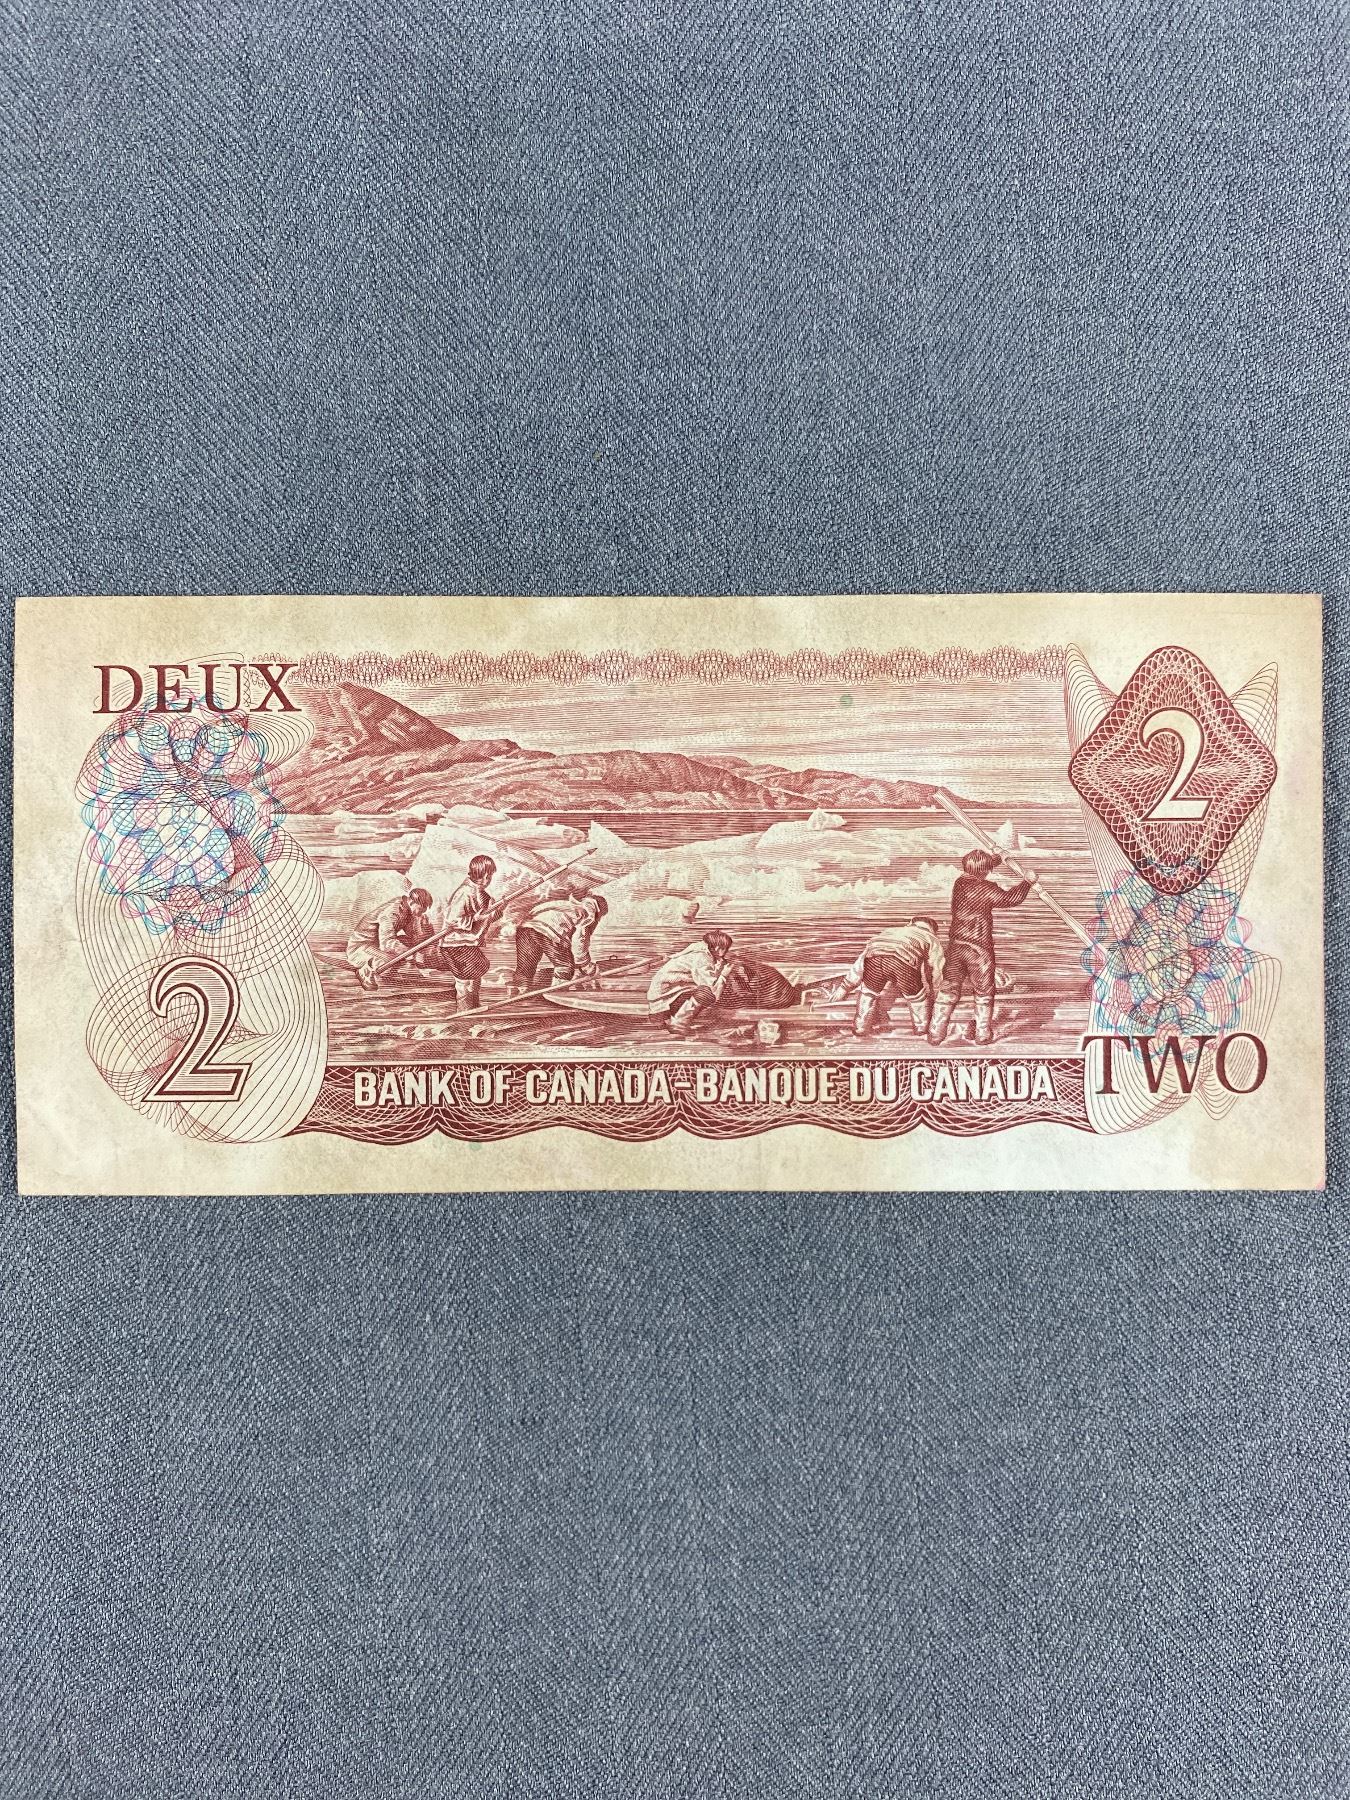 DEUX
2
2
BANK OF CANADA-BANQUE DU CANADA
TWO